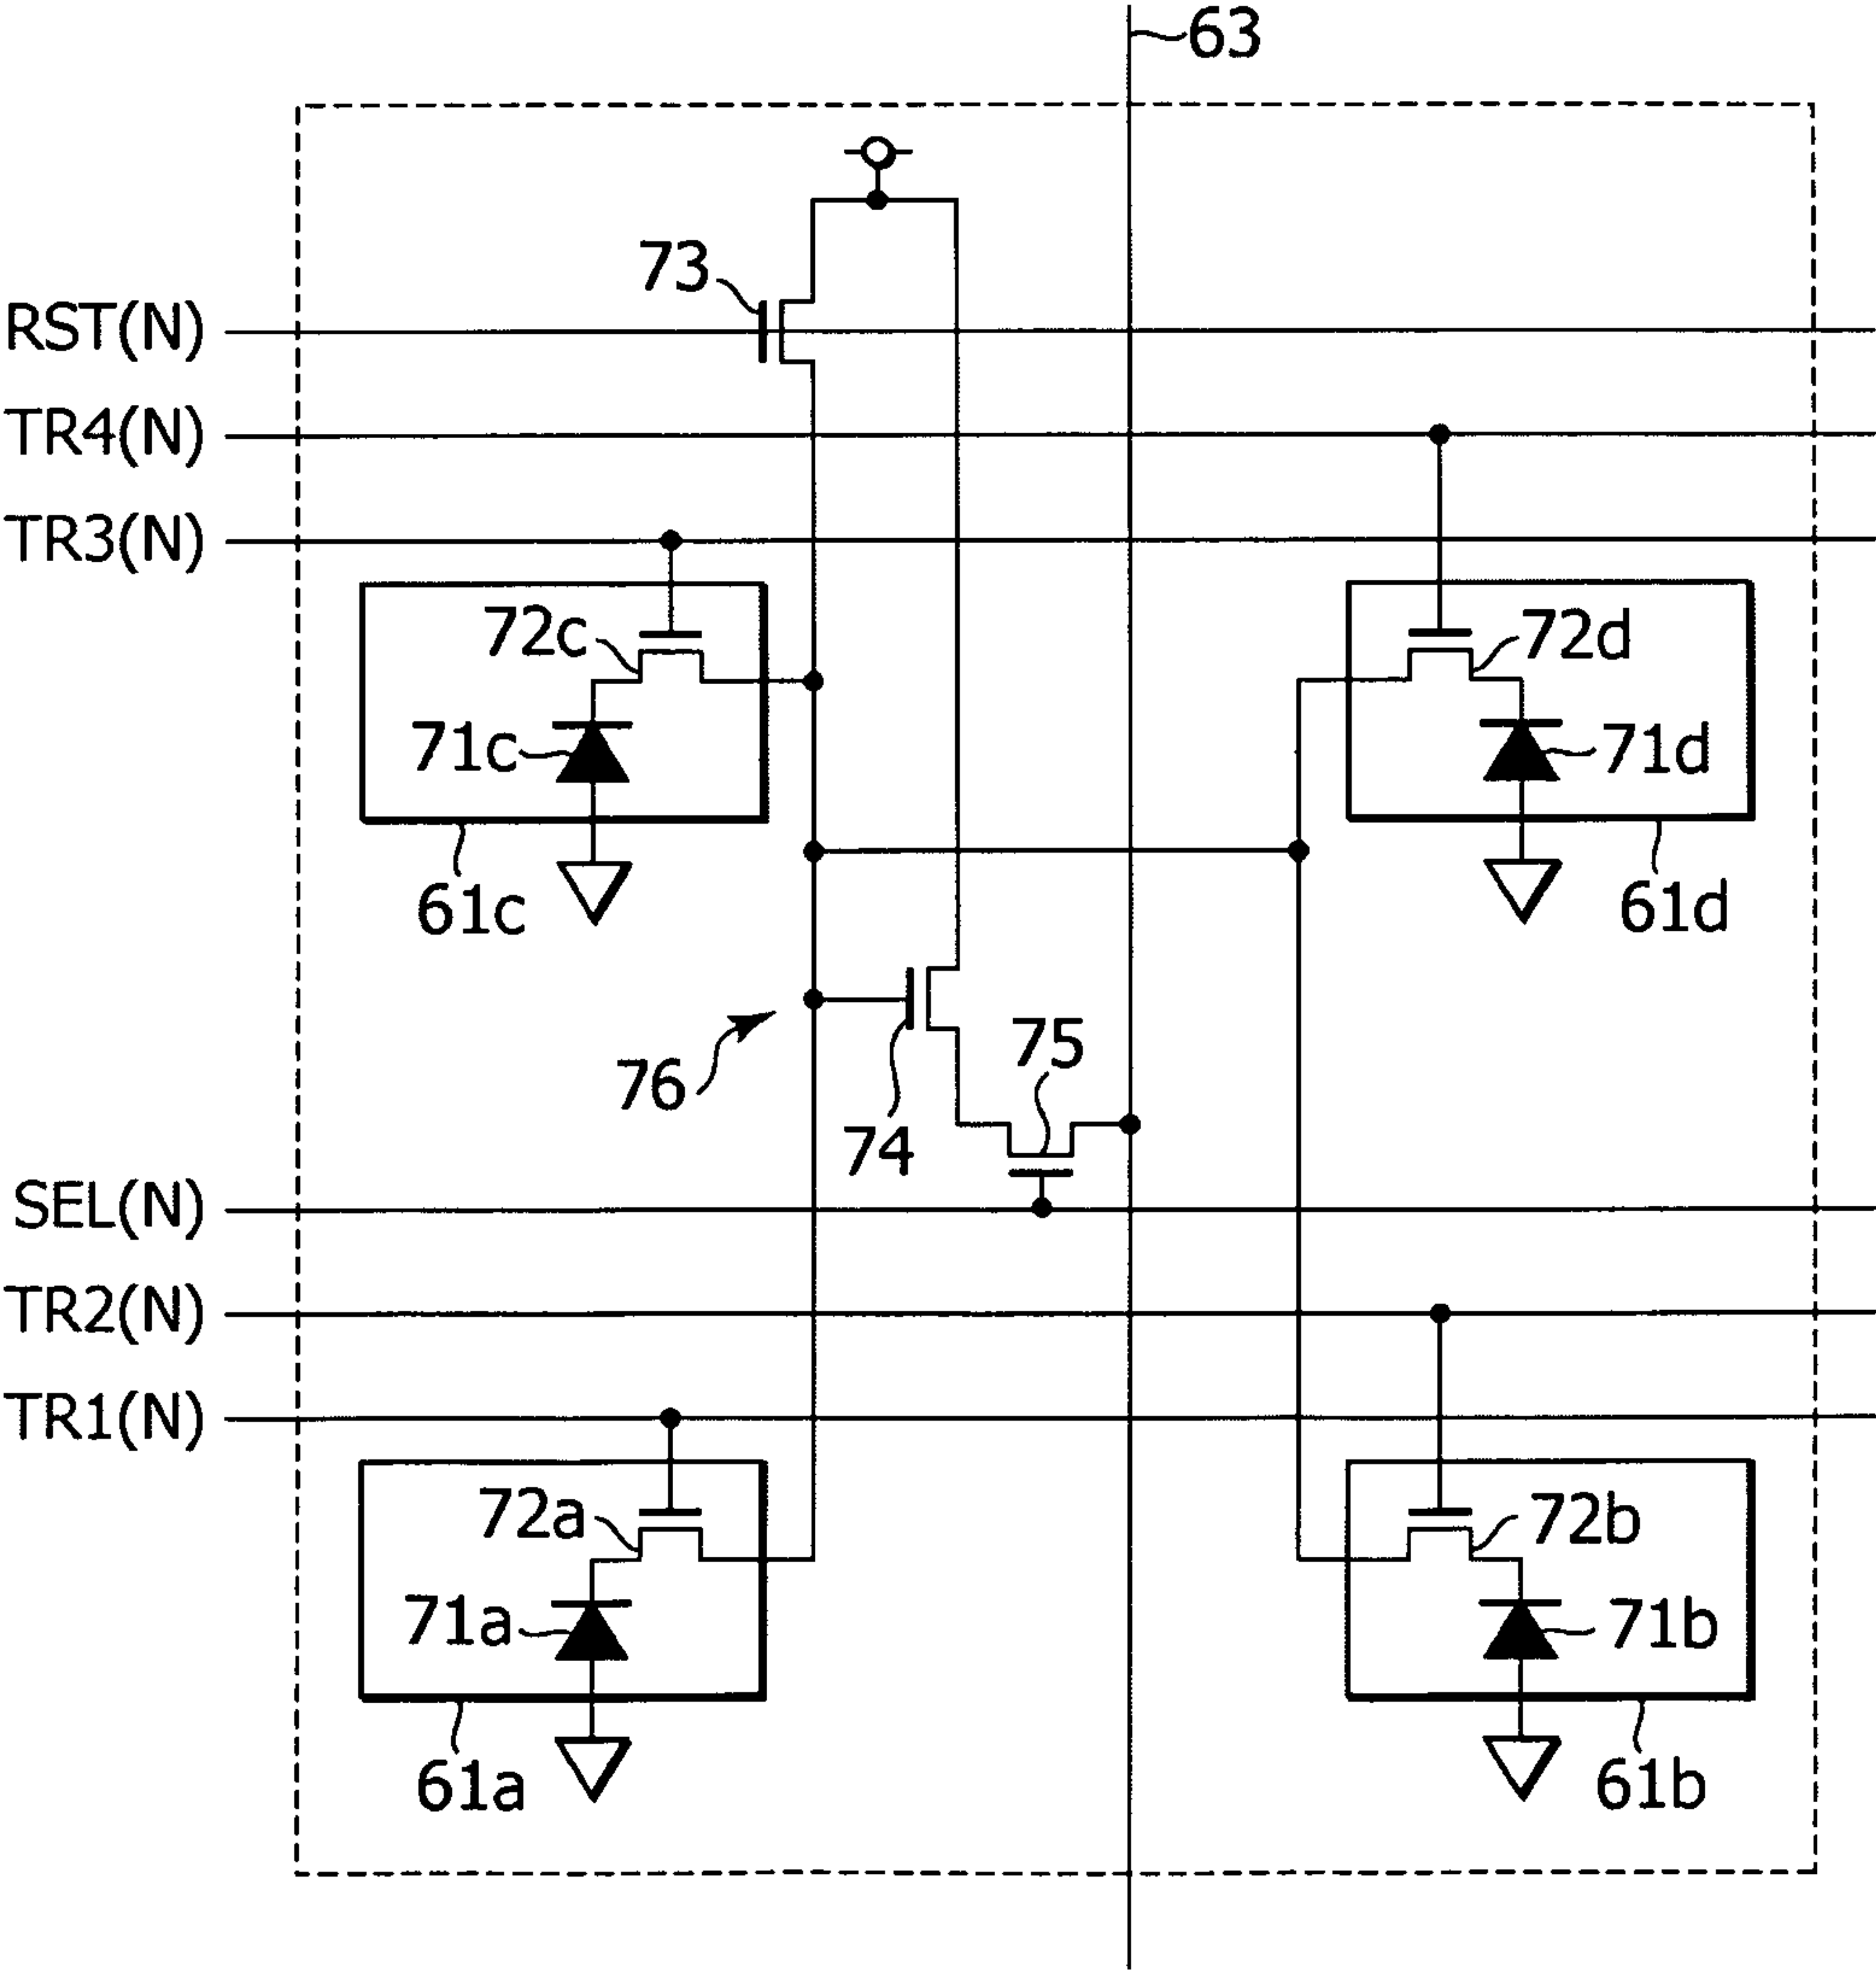 63
73
RST(N)
TR4(N)
TR3(N)
72c
72d
71c
71d
61c
61d
75
76
74
SEL(N)
TR2(N)
TR1(N)
72a
72b
71a
71b
61a
61b